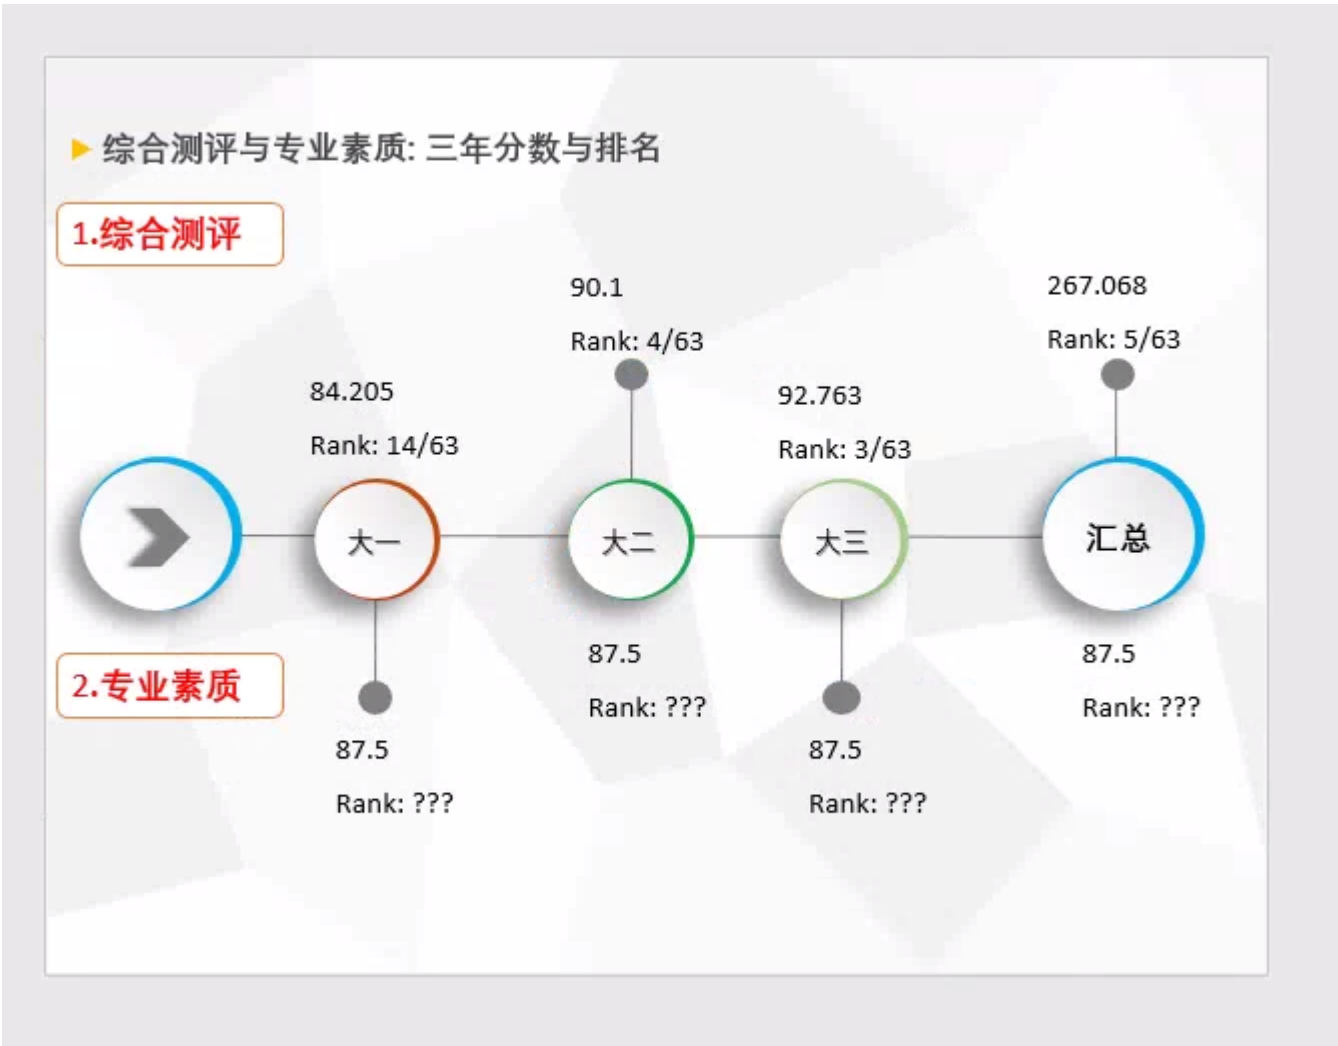 综合测评与专业素质: 三年分数与排名
1.综合测评
90.1
Rank: 4/63
267.068
Rank: 5/63
84.205
Rank: 14/63
92.763
Rank: 3/63
大一
大二
大三
汇总
2.专业素质
87.5
Rank: ???
87.5
Rank: ???
87.5
Rank: ???
87.5
Rank: ???